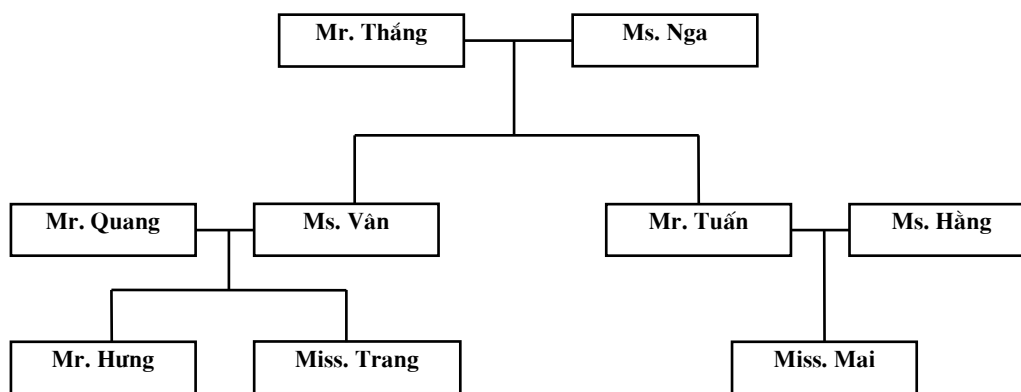 Mr. Thắng
Ms. Nga
Mr. Quang
Ms. Vân
Mr. Tuấn
Ms. Hằng
Mr. Hưng
Miss. Trang
Miss. Mai